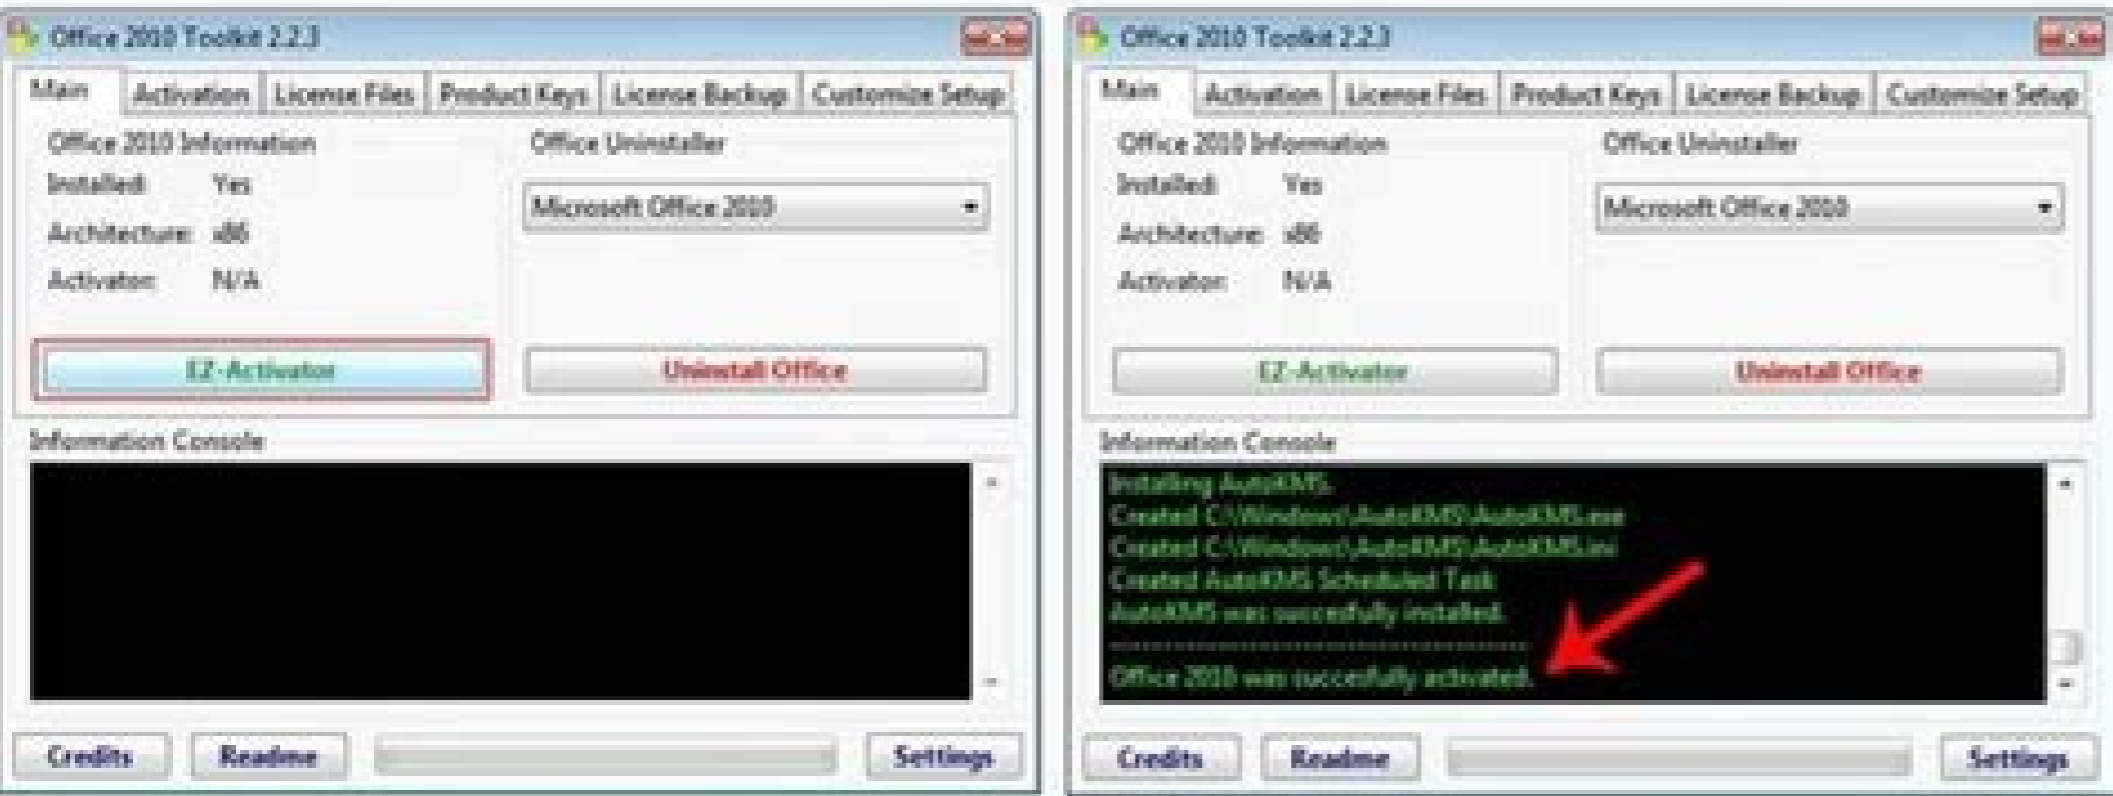 Office 2010 Toolkit 2.2.3
Main Activation License Files Product Keys License Backup Customize Setup
Office 2010 Information Office Uninstaller
Installed: Yes
Microsoft Office 2010
Architecture: x86
Activator: N/A
EZ-Activator Uninstall Office
Information Console
Credits Readme Settings
Office 2010 Toolkit 2.2.3
Main Activation License Files Product Keys License Backup Customize Setup
Office 2010 Information Office Uninstaller
Installed: Yes
Microsoft Office 2010
Architecture: x86
Activator: N/A
EZ-Activator Uninstall Office
Information Console
Installing AutoKMS.
Created C:\Windows\AutoKMS\AutoKMS.exe
Created C:\Windows\AutoKMS\AutoKMS.ini
Created AutoKMS Scheduled Task
AutoKMS was succesfully installed.
----------------------------------------
Office 2010 was succesfully activated.
Credits Readme Settings